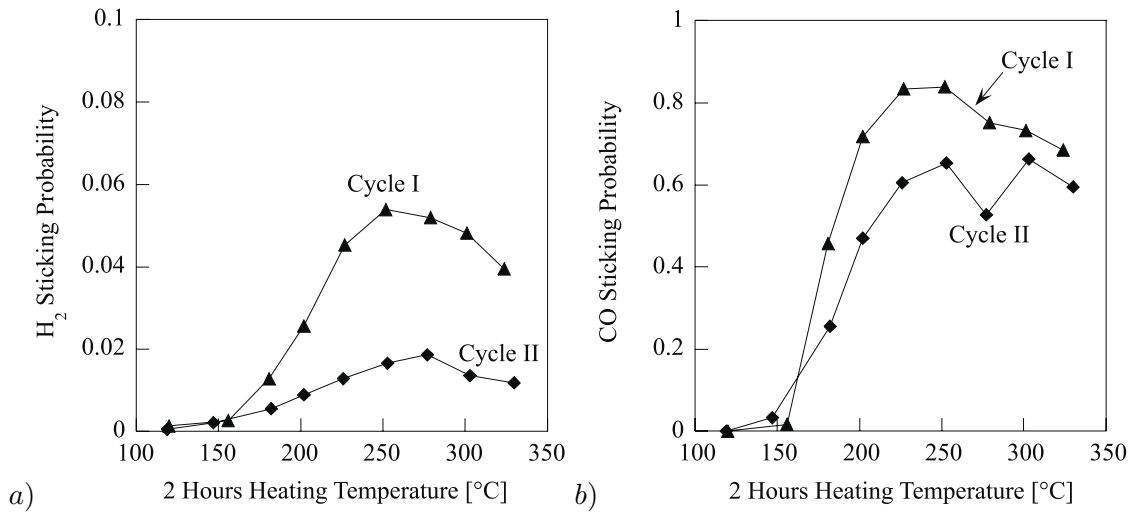 0.1
0.08
0.06
0.04
0.02
0
100 150 200 250 300 350
H2 Sticking Probability
Cycle I
Cycle II
2 Hours Heating Temperature [°C]
a)
1
0.8
0.6
0.4
0.2
0
100 150 200 250 300 350
CO Sticking Probability
Cycle I
Cycle II
2 Hours Heating Temperature [°C]
b)